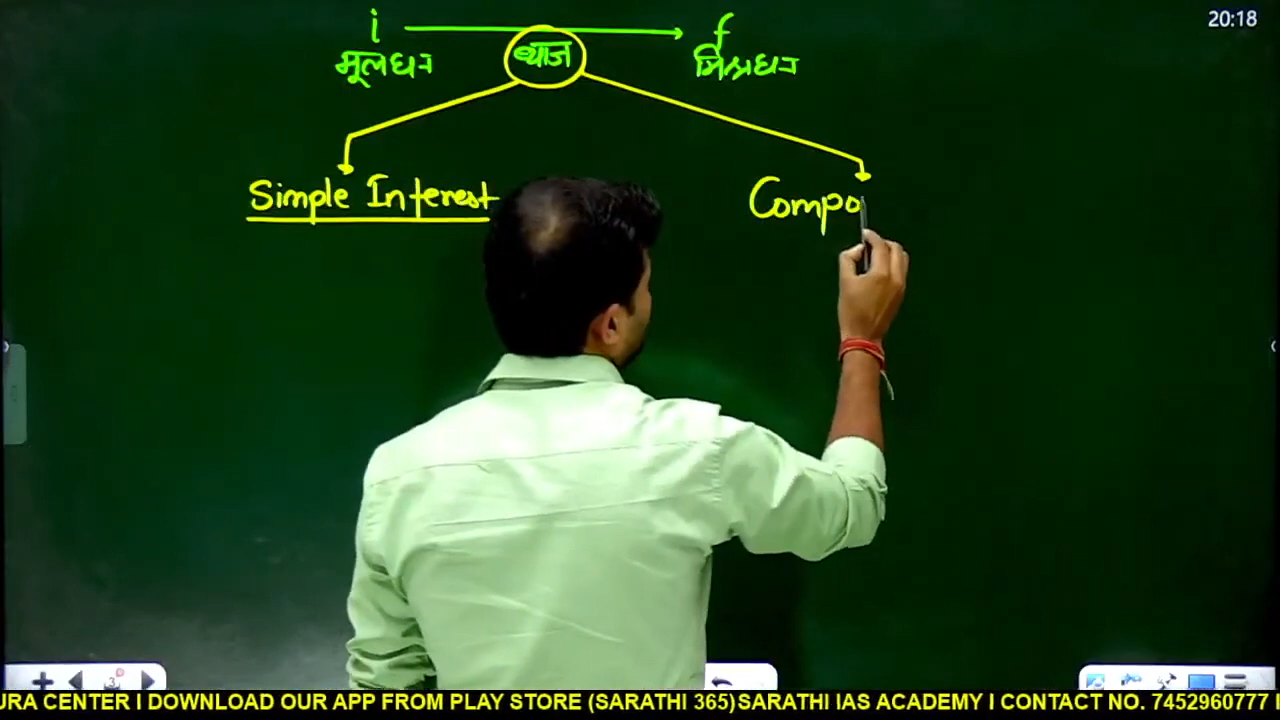 20:18
i f
मूलधन ब्याज मिश्रधन
Simple Interest Compo
3
URA CENTER I DOWNLOAD OUR APP FROM PLAY STORE (SARATHI 365)SARATHI IAS ACADEMY I CONTACT NO. 7452960777 I